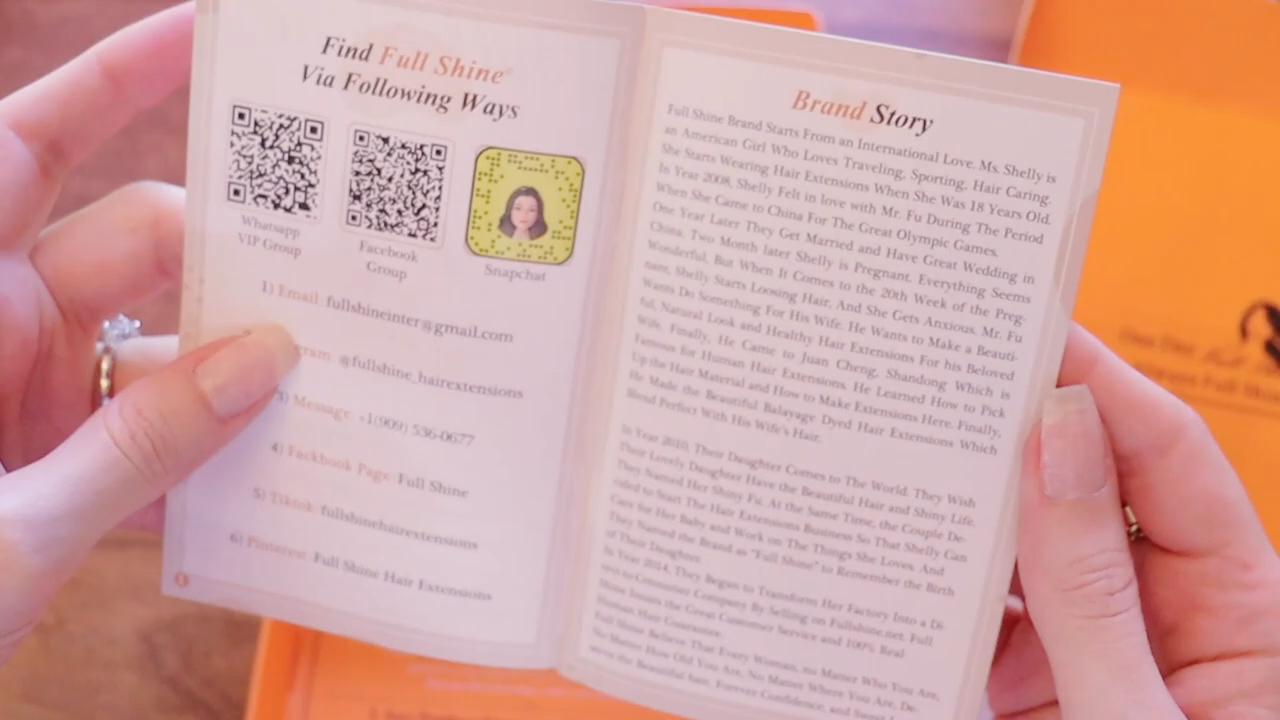 Find Full Shine®
Via Following Ways
Whatsapp
VIP Group
Facebook
Group
Snapchat
1) Email: fullshineinter@gmail.com
gram: @fullshine_hairextensions
3) Message: +1(909) 536-0677
4) Fackbook Page: Full Shine
5) Tiktok: fullshinehairextensions
6) Pinterest: Full Shine Hair Extensions
Brand Story
Full Shine Brand Starts From an International Love. Ms. Shelly is
an American Girl Who Loves Traveling, Sporting, Hair Caring.
She Starts Wearing Hair Extensions When She Was 18 Years Old.
In Year 2008, Shelly Felt in love with Mr. Fu During The Period
When She Came to China For The Great Olympic Games.
One Year Later They Get Married and Have Great Wedding in
China. Two Month later Shelly is Pregnant. Everything Seems
Wonderful, But When It Comes to the 20th Week of the Preg-
nant, Shelly Starts Loosing Hair, And She Gets Anxious. Mr. Fu
Wants Do Something For His Wife. He Wants to Make a Beauti-
ful, Natural Look and Healthy Hair Extensions For his Beloved
Wife. Finally, He Came to Juan Cheng, Shandong Which is
Famous for Human Hair Extensions. He Learned How to Pick
Up the Hair Material and How to Make Extensions Here. Finally,
He Made the Beautiful Balayage Dyed Hair Extensions Which
Blend Perfect With His Wife's Hair.
In Year 2010, Their Daughter Comes to The World. They Wish
Their Lovely Daughter Have the Beautiful Hair and Shiny Life.
They Named Her Shiny Fu. At the Same Time, the Couple De-
cided to Start The Hair Extensions Business So That Shelly Can
Care for Her Baby and Work on The Things She Loves. And
They Named the Brand as "Full Shine" to Remember the Birth
of Their Daughter.
In Year 2014, They Began to Transform Her Factory Into a Di-
rect-to-Consumer Company By Selling on Fullshine.net. Full
Shine Issues the Great Customer Service and 100% Real
Human Hair Guarantee.
Full Shine Believe That Every Woman, no Matter Who You Are,
No Matter How Old You Are, No Matter Where You Are, De-
serve the Beautiful hair, Forever Confidence, and